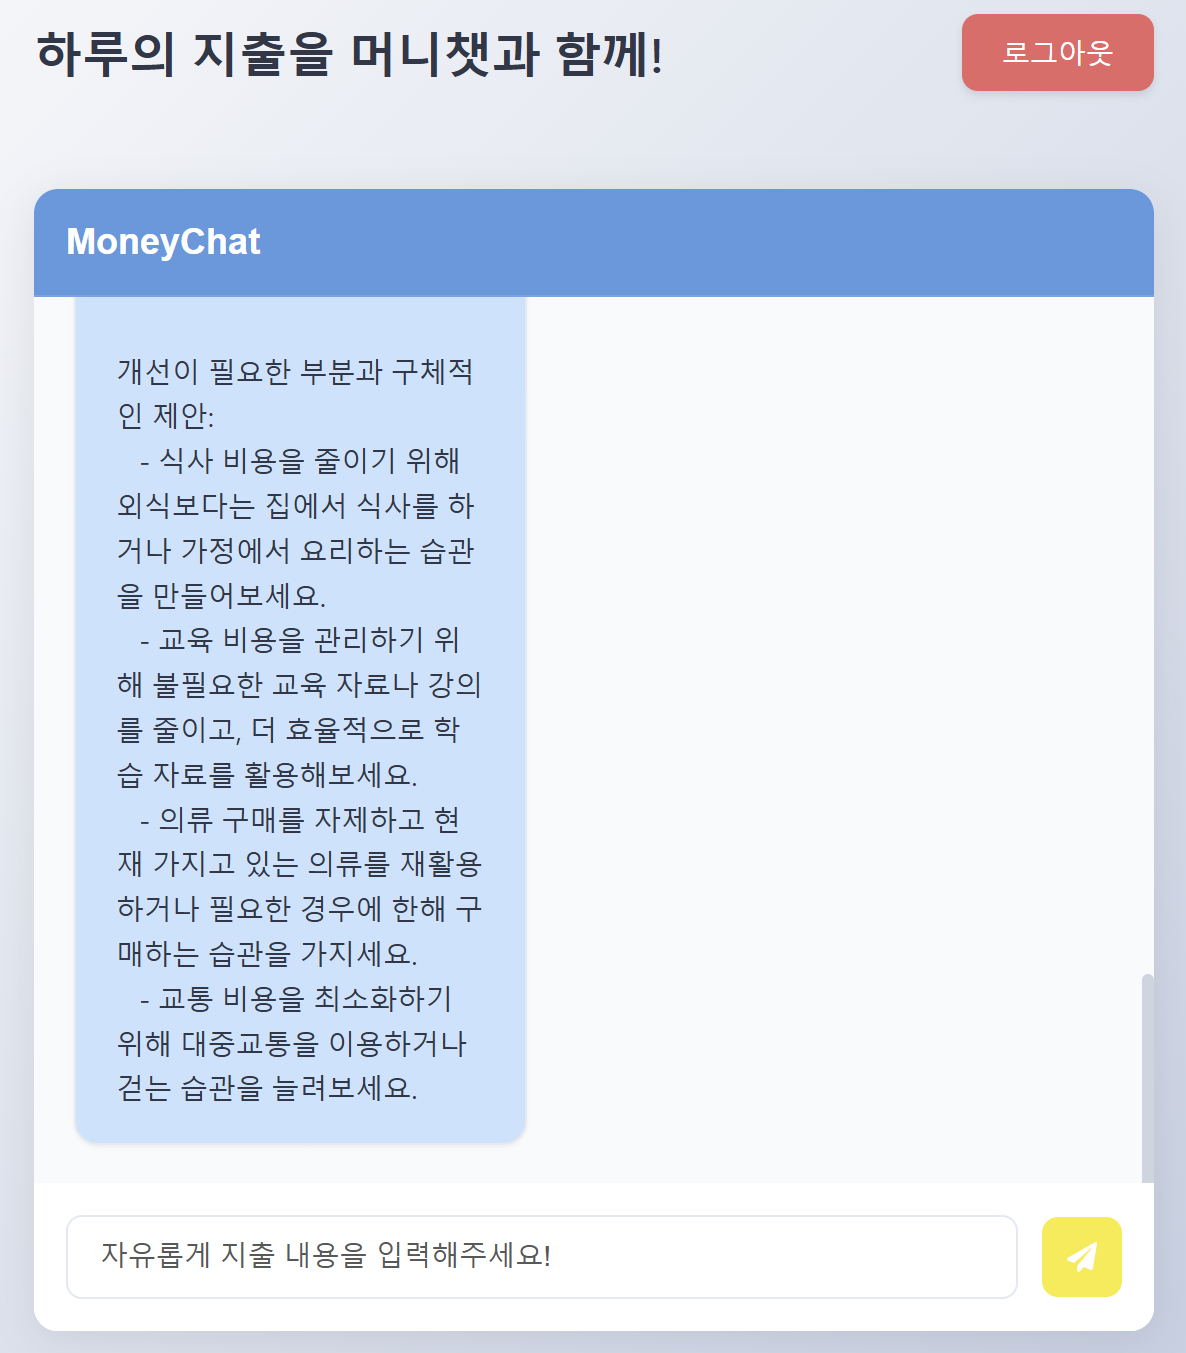 하루의 지출을 머니챗과 함께!
로그아웃
MoneyChat
개선이 필요한 부분과 구체적
인 제안:
- 식사 비용을 줄이기 위해
외식보다는 집에서 식사를 하
거나 가정에서 요리하는 습관
을 만들어보세요.
- 교육 비용을 관리하기 위
해 불필요한 교육 자료나 강의
를 줄이고, 더 효율적으로 학
습 자료를 활용해보세요.
- 의류 구매를 자제하고 현
재 가지고 있는 의류를 재활용
하거나 필요한 경우에 한해 구
매하는 습관을 가지세요.
- 교통 비용을 최소화하기
위해 대중교통을 이용하거나
걷는 습관을 늘려보세요.
자유롭게 지출 내용을 입력해주세요!